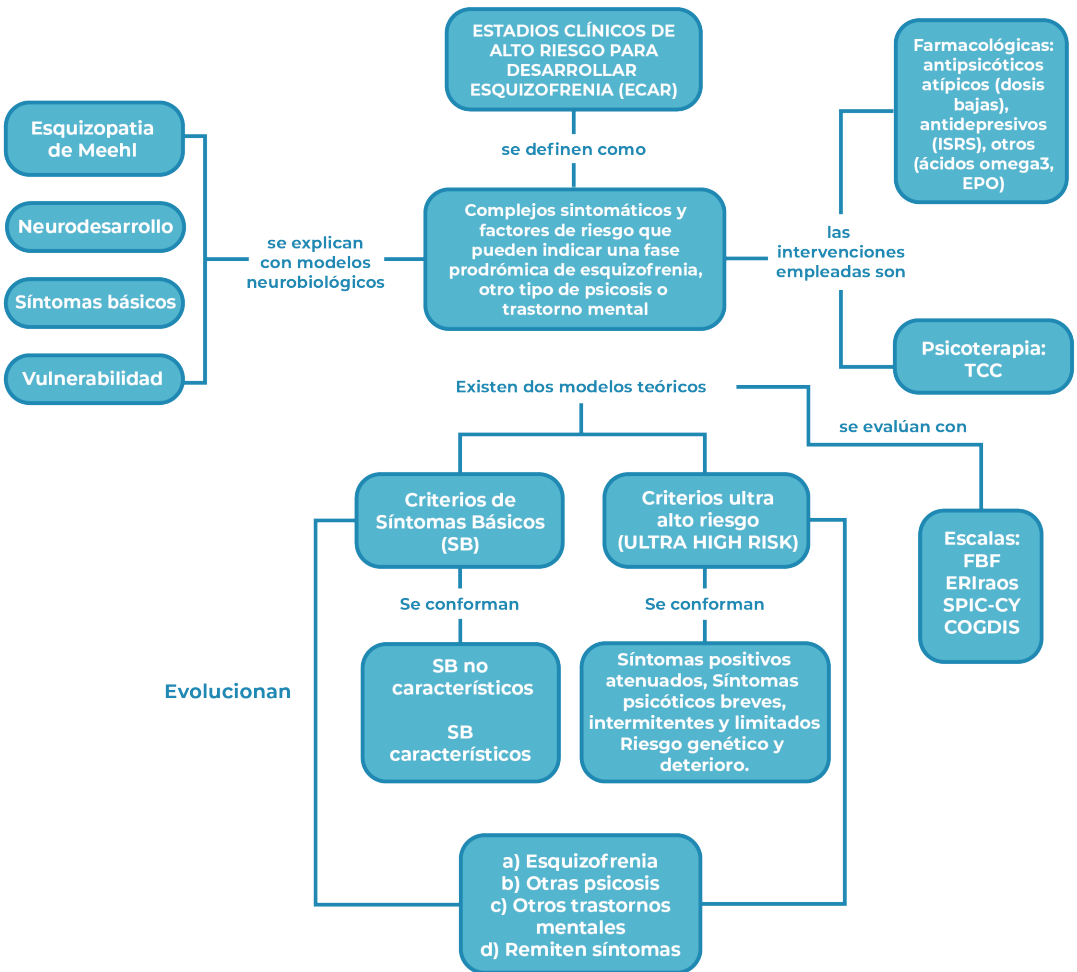 ESTADIOS CLÍNICOS DE
ALTO RIESGO PARA
DESARROLLAR
ESQUIZOFRENIA (ECAR)
se definen como
Complejos sintomáticos y
factores de riesgo que
pueden indicar una fase
prodrómica de esquizofrenia,
otro tipo de psicosis o
trastorno mental
se explican
con modelos
neurobiológicos
Esquizopatia
de Meehl
Neurodesarrollo
Síntomas básicos
Vulnerabilidad
las
intervenciones
empleadas son
Farmacológicas:
antipsicóticos
atípicos (dosis
bajas),
antidepresivos
(ISRS), otros
(ácidos omega3,
EPO)
Psicoterapia:
TCC
Existen dos modelos teóricos
se evalúan con
Escalas:
FBF
ERIraos
SPIC-CY
COGDIS
Criterios de
Síntomas Básicos
(SB)
Se conforman
SB no
característicos
SB
característicos
Criterios ultra
alto riesgo
(ULTRA HIGH RISK)
Se conforman
Síntomas positivos
atenuados, Síntomas
psicóticos breves,
intermitentes y limitados
Riesgo genético y
deterioro.
Evolucionan
a) Esquizofrenia
b) Otras psicosis
c) Otros trastornos
mentales
d) Remiten síntomas